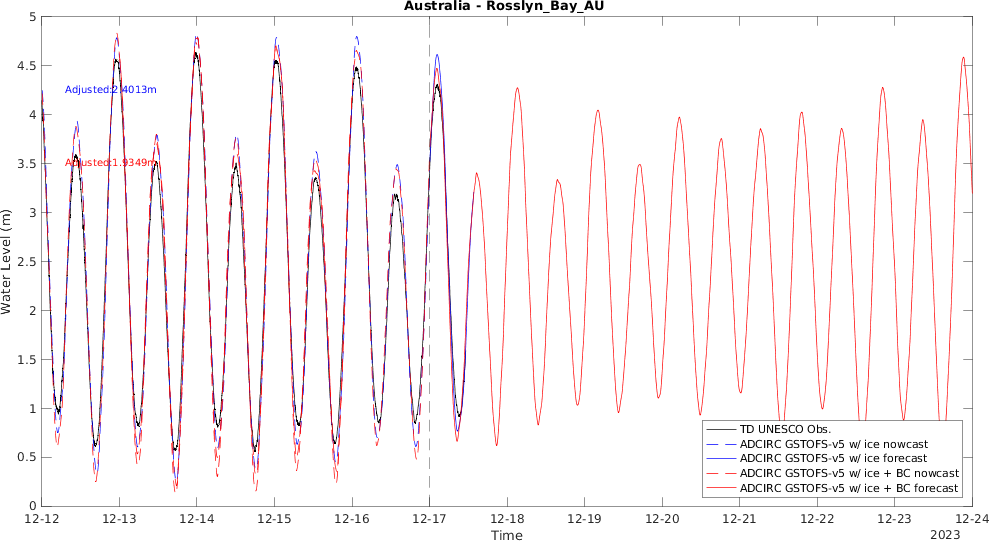 Australia - Rosslyn_Bay_AU
5
4.5
4
3.5
3
2.5
2
1.5
1
0.5
0
Water Level (m)
Adjusted:2.4013m
Adjusted:1.9349m
TD UNESCO Obs.
ADCIRC GSTOFS-v5 w/ ice nowcast
ADCIRC GSTOFS-v5 w/ ice forecast
ADCIRC GSTOFS-v5 w/ ice + BC nowcast
ADCIRC GSTOFS-v5 w/ ice + BC forecast
12-12 12-13 12-14 12-15 12-16 12-17 12-18 12-19 12-20 12-21 12-22 12-23 12-24
Time
2023